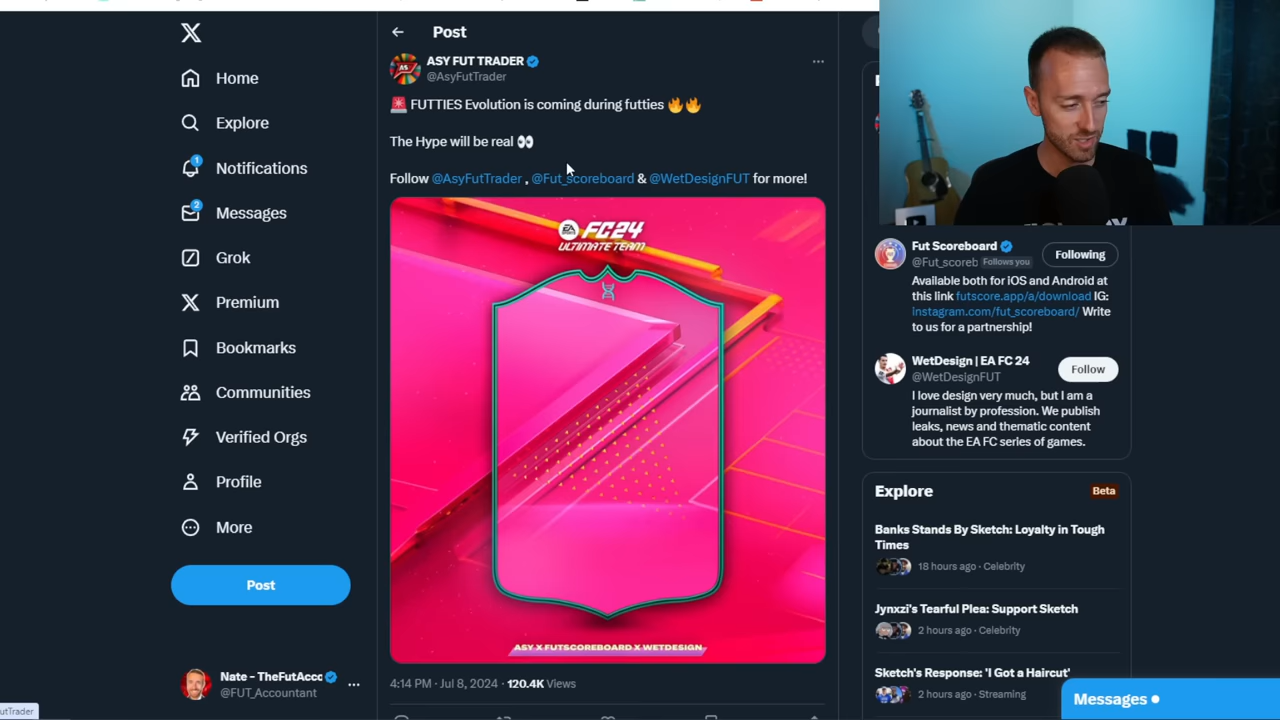 Post
ASY FUT TRADER
@AsyFutTrader
🚨 FUTTIES Evolution is coming during futties 🔥🔥
The Hype will be real 👀
Follow @AsyFutTrader , @Fut_scoreboard & @WetDesignFUT for more!
EA SPORTS FC24
ULTIMATE TEAM
ASY X FUTSCOREBOARD X WETDESIGN
4:14 PM · Jul 8, 2024 · 120.4K Views
Home
Explore
1
Notifications
2
Messages
Grok
Premium
Bookmarks
Communities
Verified Orgs
Profile
More
Post
Nate - TheFutAcc
@FUT_Accountant
utTrader
Fut Scoreboard
@Fut_scoreb Follows you
Following
Available both for iOS and Android at
this link futscore.app/a/download IG:
instagram.com/fut_scoreboard/ Write
to us for a partnership!
WetDesign | EA FC 24
@WetDesignFUT
Follow
I love design very much, but I am a
journalist by profession. We publish
leaks, news and thematic content
about the EA FC series of games.
Explore
Beta
Banks Stands By Sketch: Loyalty in Tough
Times
18 hours ago · Celebrity
Jynxzi's Tearful Plea: Support Sketch
2 hours ago · Celebrity
Sketch's Response: 'I Got a Haircut'
2 hours ago · Streaming
Messages